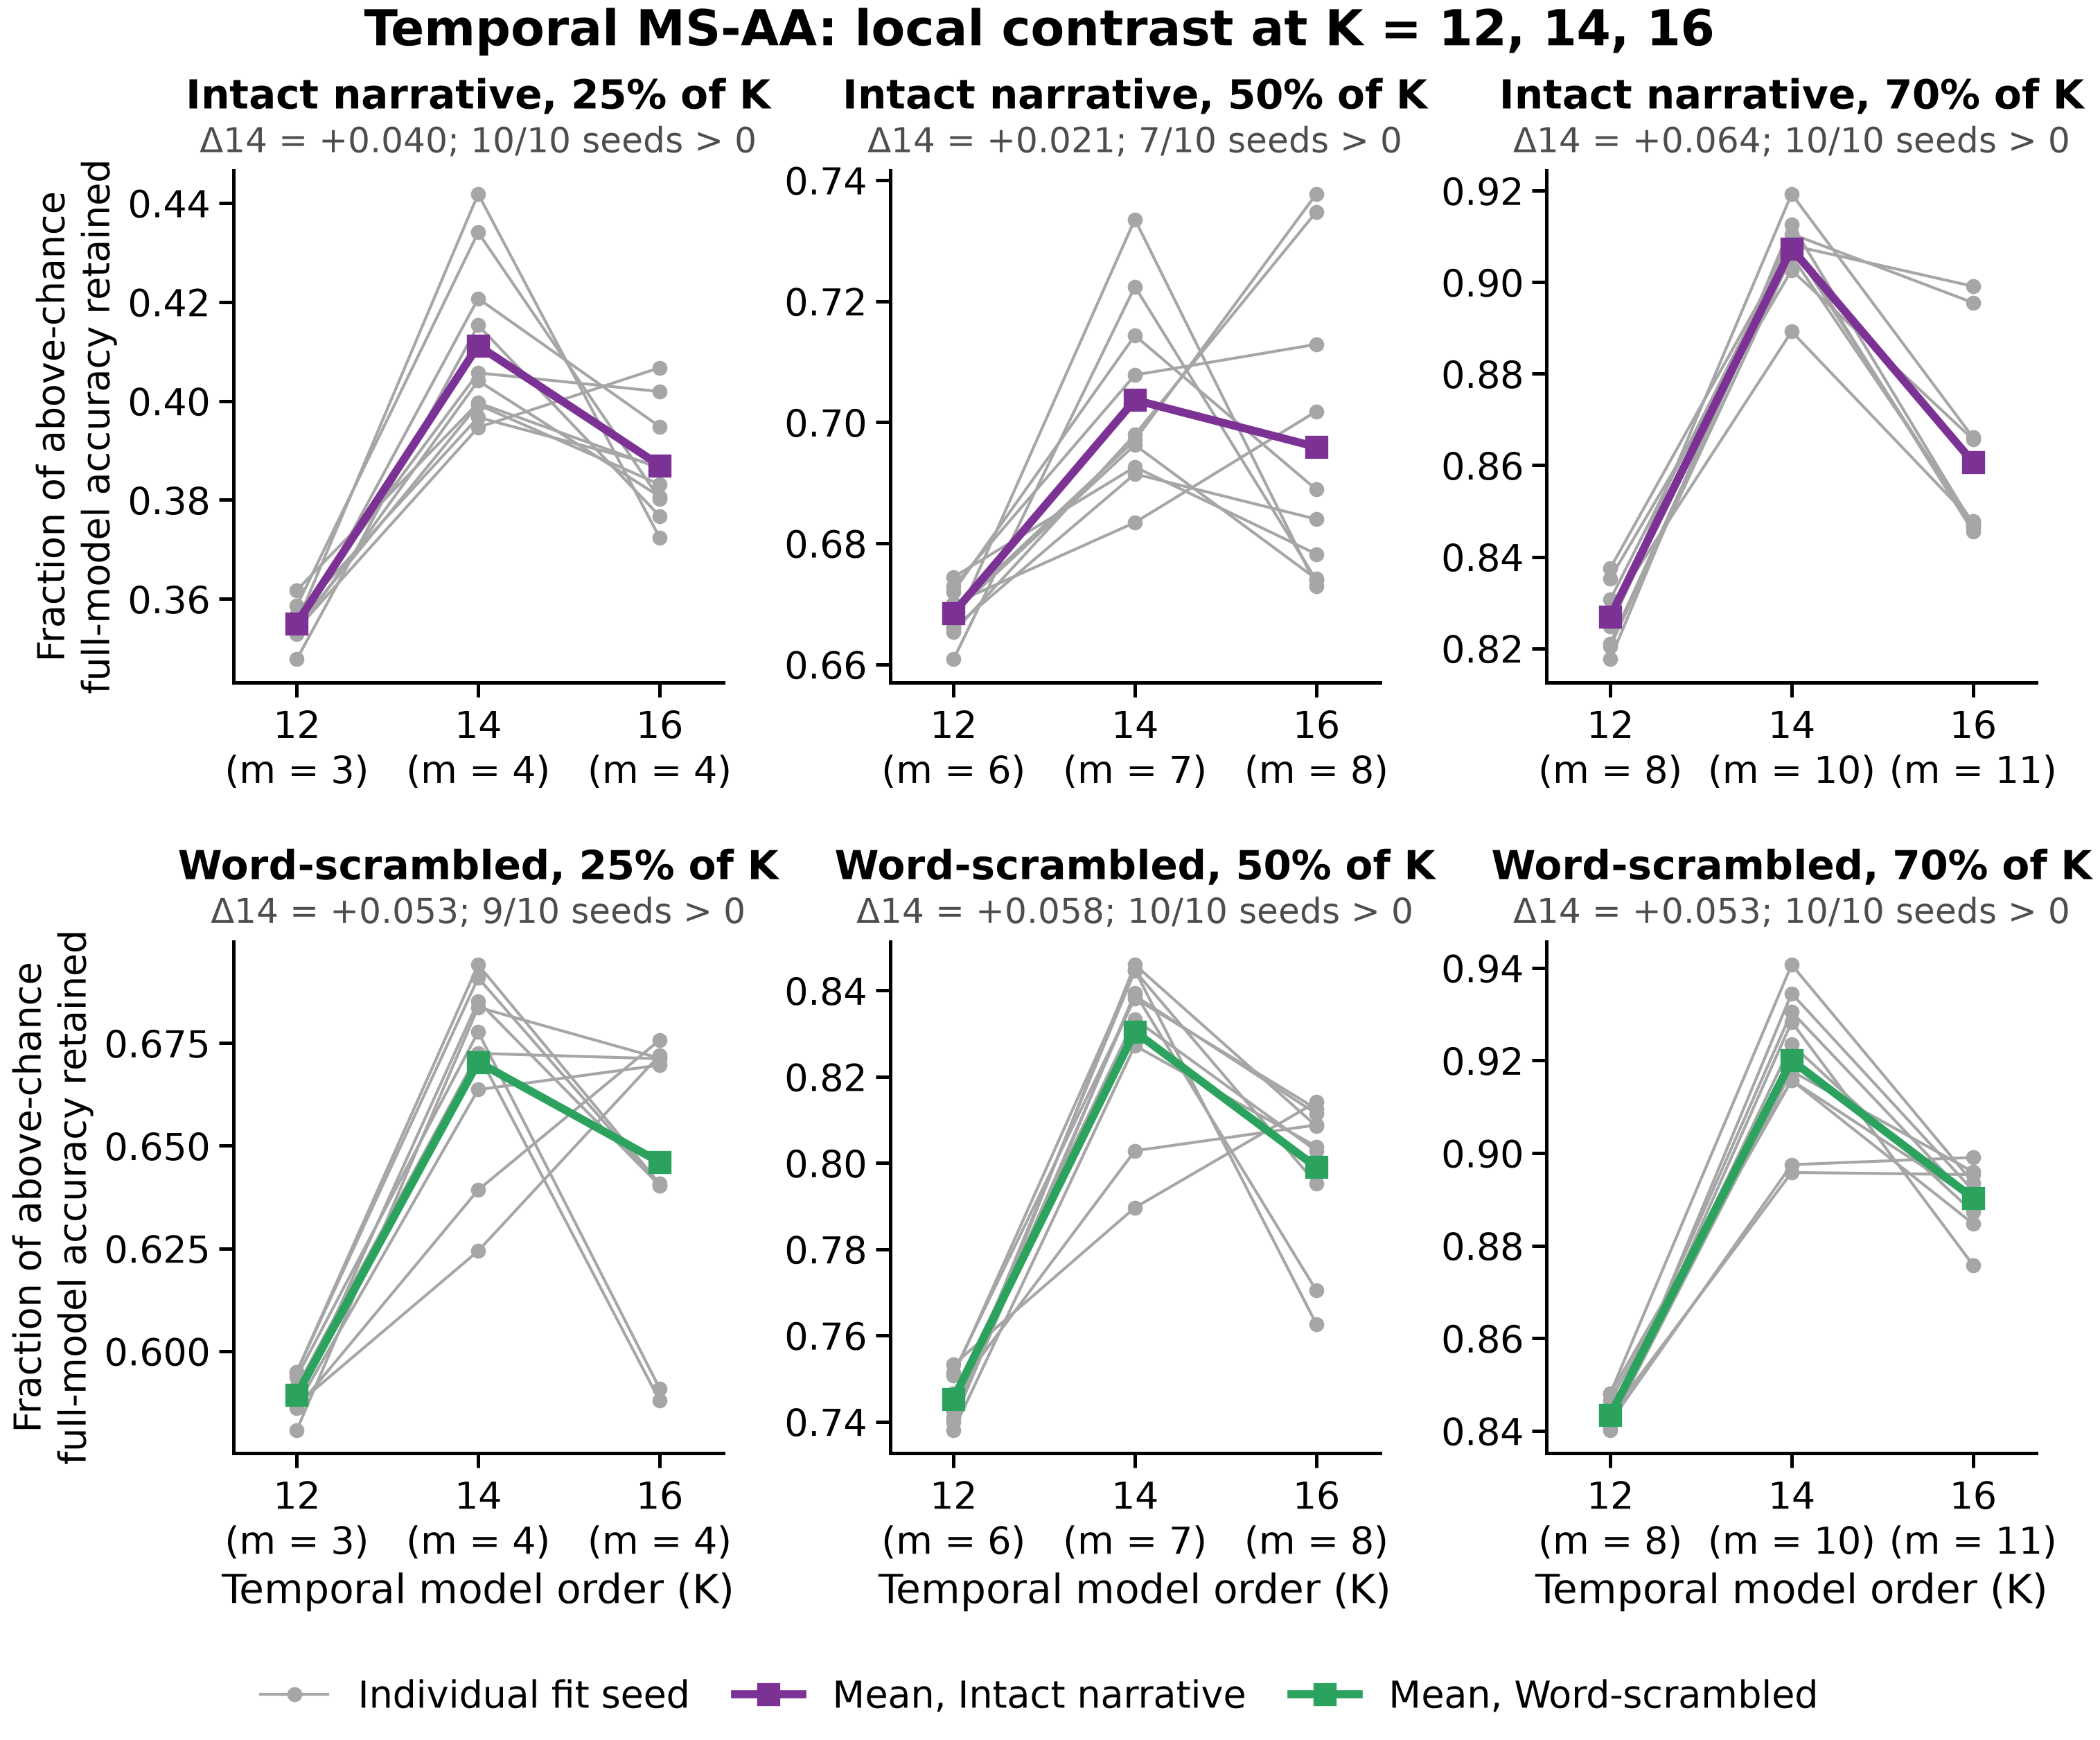 Temporal MS-AA: local contrast at K = 12, 14, 16
Intact narrative, 25% of K
Δ14 = +0.040; 10/10 seeds > 0
Fraction of above-chance
full-model accuracy retained
0.44
0.42
0.40
0.38
0.36
12 14 16
(m = 3) (m = 4) (m = 4)
Intact narrative, 50% of K
Δ14 = +0.021; 7/10 seeds > 0
0.74
0.72
0.70
0.68
0.66
12 14 16
(m = 6) (m = 7) (m = 8)
Intact narrative, 70% of K
Δ14 = +0.064; 10/10 seeds > 0
0.92
0.90
0.88
0.86
0.84
0.82
12 14 16
(m = 8) (m = 10) (m = 11)
Word-scrambled, 25% of K
Δ14 = +0.053; 9/10 seeds > 0
Fraction of above-chance
full-model accuracy retained
0.675
0.650
0.625
0.600
12 14 16
(m = 3) (m = 4) (m = 4)
Temporal model order (K)
Word-scrambled, 50% of K
Δ14 = +0.058; 10/10 seeds > 0
0.84
0.82
0.80
0.78
0.76
0.74
12 14 16
(m = 6) (m = 7) (m = 8)
Temporal model order (K)
Word-scrambled, 70% of K
Δ14 = +0.053; 10/10 seeds > 0
0.94
0.92
0.90
0.88
0.86
0.84
12 14 16
(m = 8) (m = 10) (m = 11)
Temporal model order (K)
Individual fit seed
Mean, Intact narrative
Mean, Word-scrambled